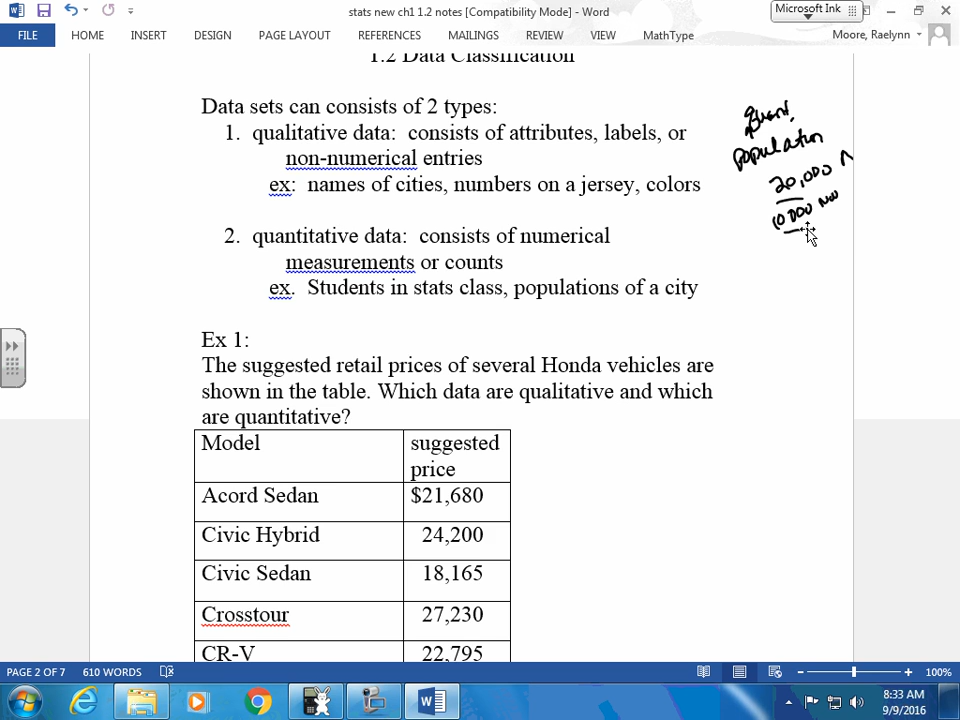 stats new ch1 1.2 notes [Compatibility Mode] - Word
Microsoft Ink
FILE HOME INSERT DESIGN PAGE LAYOUT REFERENCES MAILINGS REVIEW VIEW MathType Moore, Raelynn
1.2 Data Classification
Data sets can consists of 2 types:
1. qualitative data: consists of attributes, labels, or
non-numerical entries
ex: names of cities, numbers on a jersey, colors
2. quantitative data: consists of numerical
measurements or counts
ex. Students in stats class, populations of a city
Quant.
population
20,000
10000
Ex 1:
The suggested retail prices of several Honda vehicles are
shown in the table. Which data are qualitative and which
are quantitative?
Model suggested price
Acord Sedan $21,680
Civic Hybrid 24,200
Civic Sedan 18,165
Crosstour 27,230
CR-V 22,795
PAGE 2 OF 7 610 WORDS 100%
8:33 AM
9/9/2016